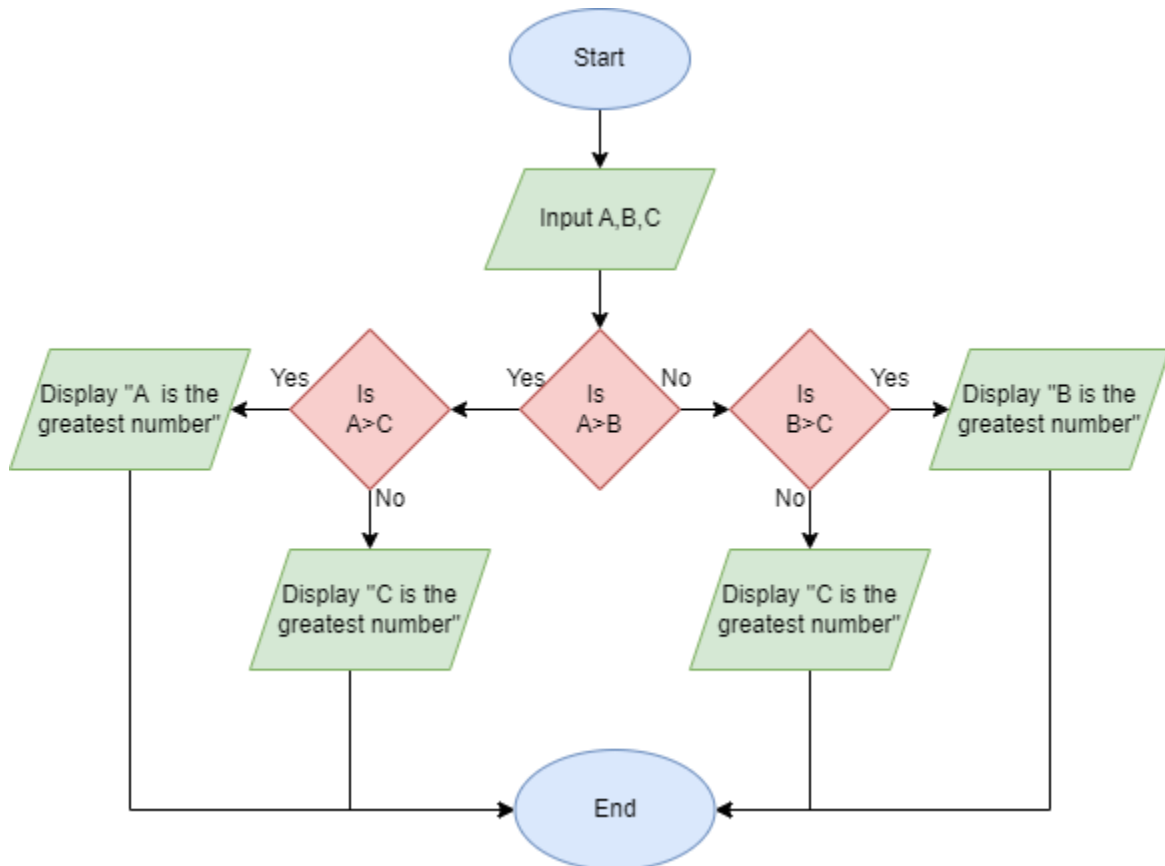 Start
Input A,B,C
Yes
Yes
No
Yes
Display "A  is the
greatest number"
Is
A>C
Is
A>B
Is
B>C
Display "B is the
greatest number"
No
No
Display "C is the
greatest number"
Display "C is the
greatest number"
End